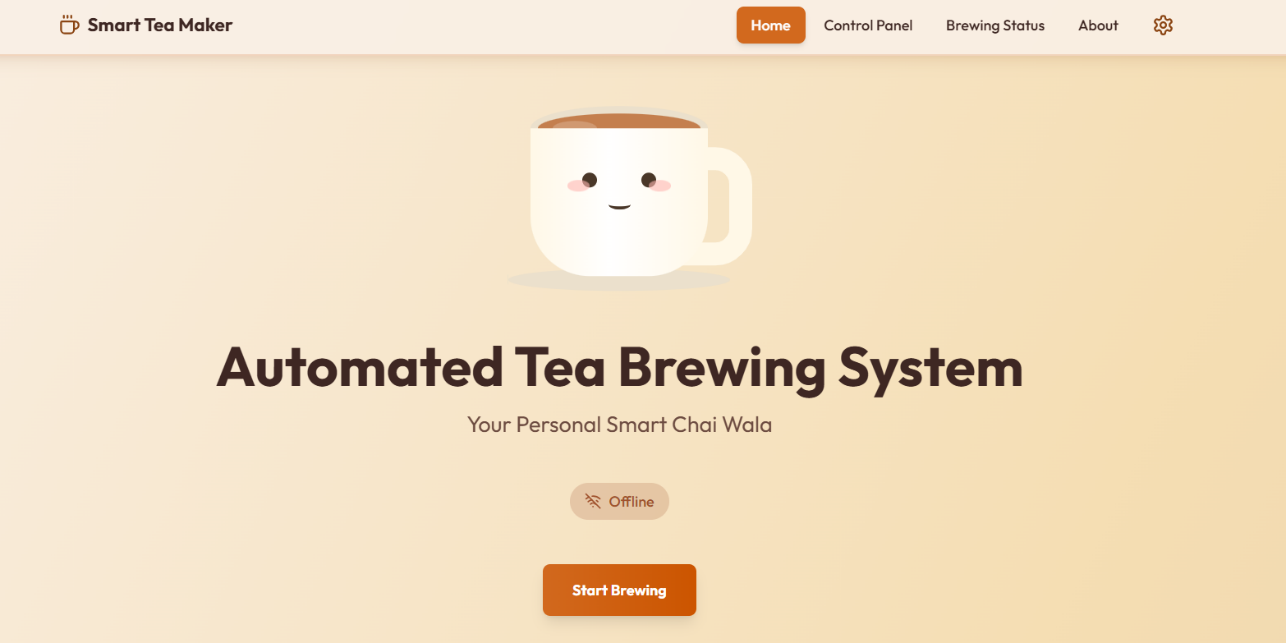 Smart Tea Maker
Home
Control Panel
Brewing Status
About
Automated Tea Brewing System
Your Personal Smart Chai Wala
Offline
Start Brewing